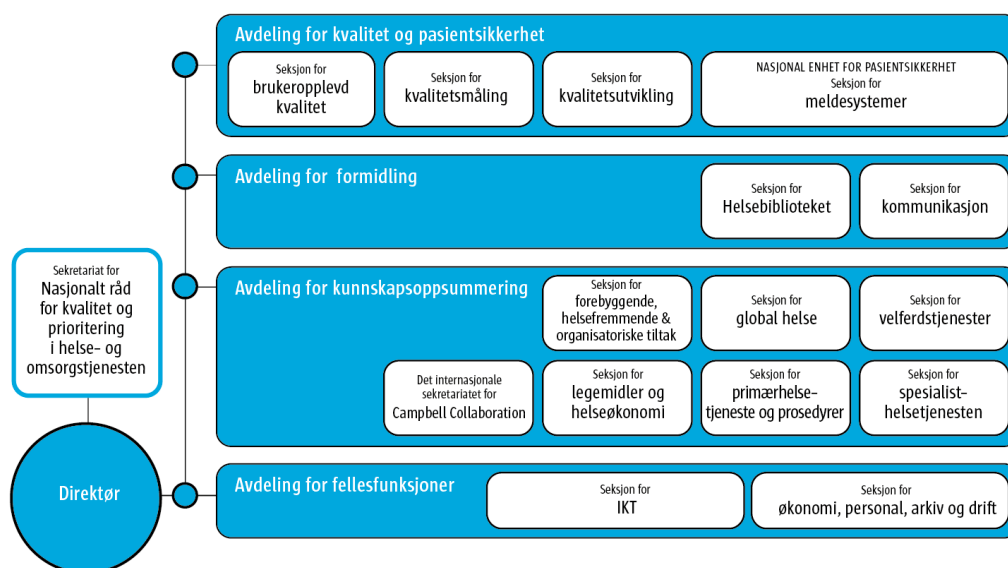 Avdeling for kvalitet og pasientsikkerhet
Seksjon for
brukeropplevd
kvalitet
Seksjon for
kvalitetsmåling
Seksjon for
kvalitetsutvikling
NASJONAL ENHET FOR PASIENTSIKKERHET
Seksjon for
meldesystemer
Avdeling for formidling
Seksjon for
Helsebiblioteket
Seksjon for
kommunikasjon
Sekretariat for
Nasjonalt råd
for kvalitet og
prioritering
i helse- og
omsorgstjenesten
Avdeling for kunnskapsoppsummering
Seksjon for
forebyggende,
helsefremmende &
organisatoriske tiltak
Seksjon for
global helse
Seksjon for
velferdstjenester
Det internasjonale
sekretariatet for
Campbell Collaboration
Seksjon for
legemidler og
helseøkonomi
Seksjon for
primærhelse-
tjeneste og prosedyrer
Seksjon for
spesialist-
helsetjenesten
Direktør
Avdeling for fellesfunksjoner
Seksjon for
IKT
Seksjon for
økonomi, personal, arkiv og drift